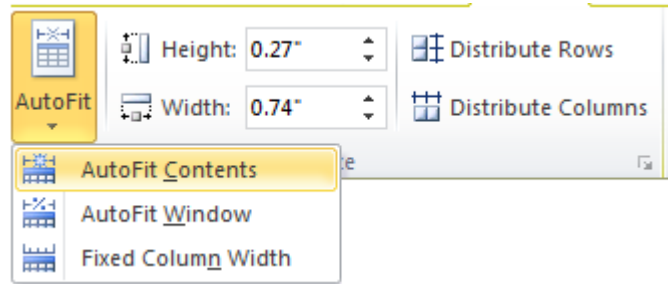 Height: 0.27" Distribute Rows
AutoFit Width: 0.74" Distribute Columns
AutoFit Contents
AutoFit Window
Fixed Column Width